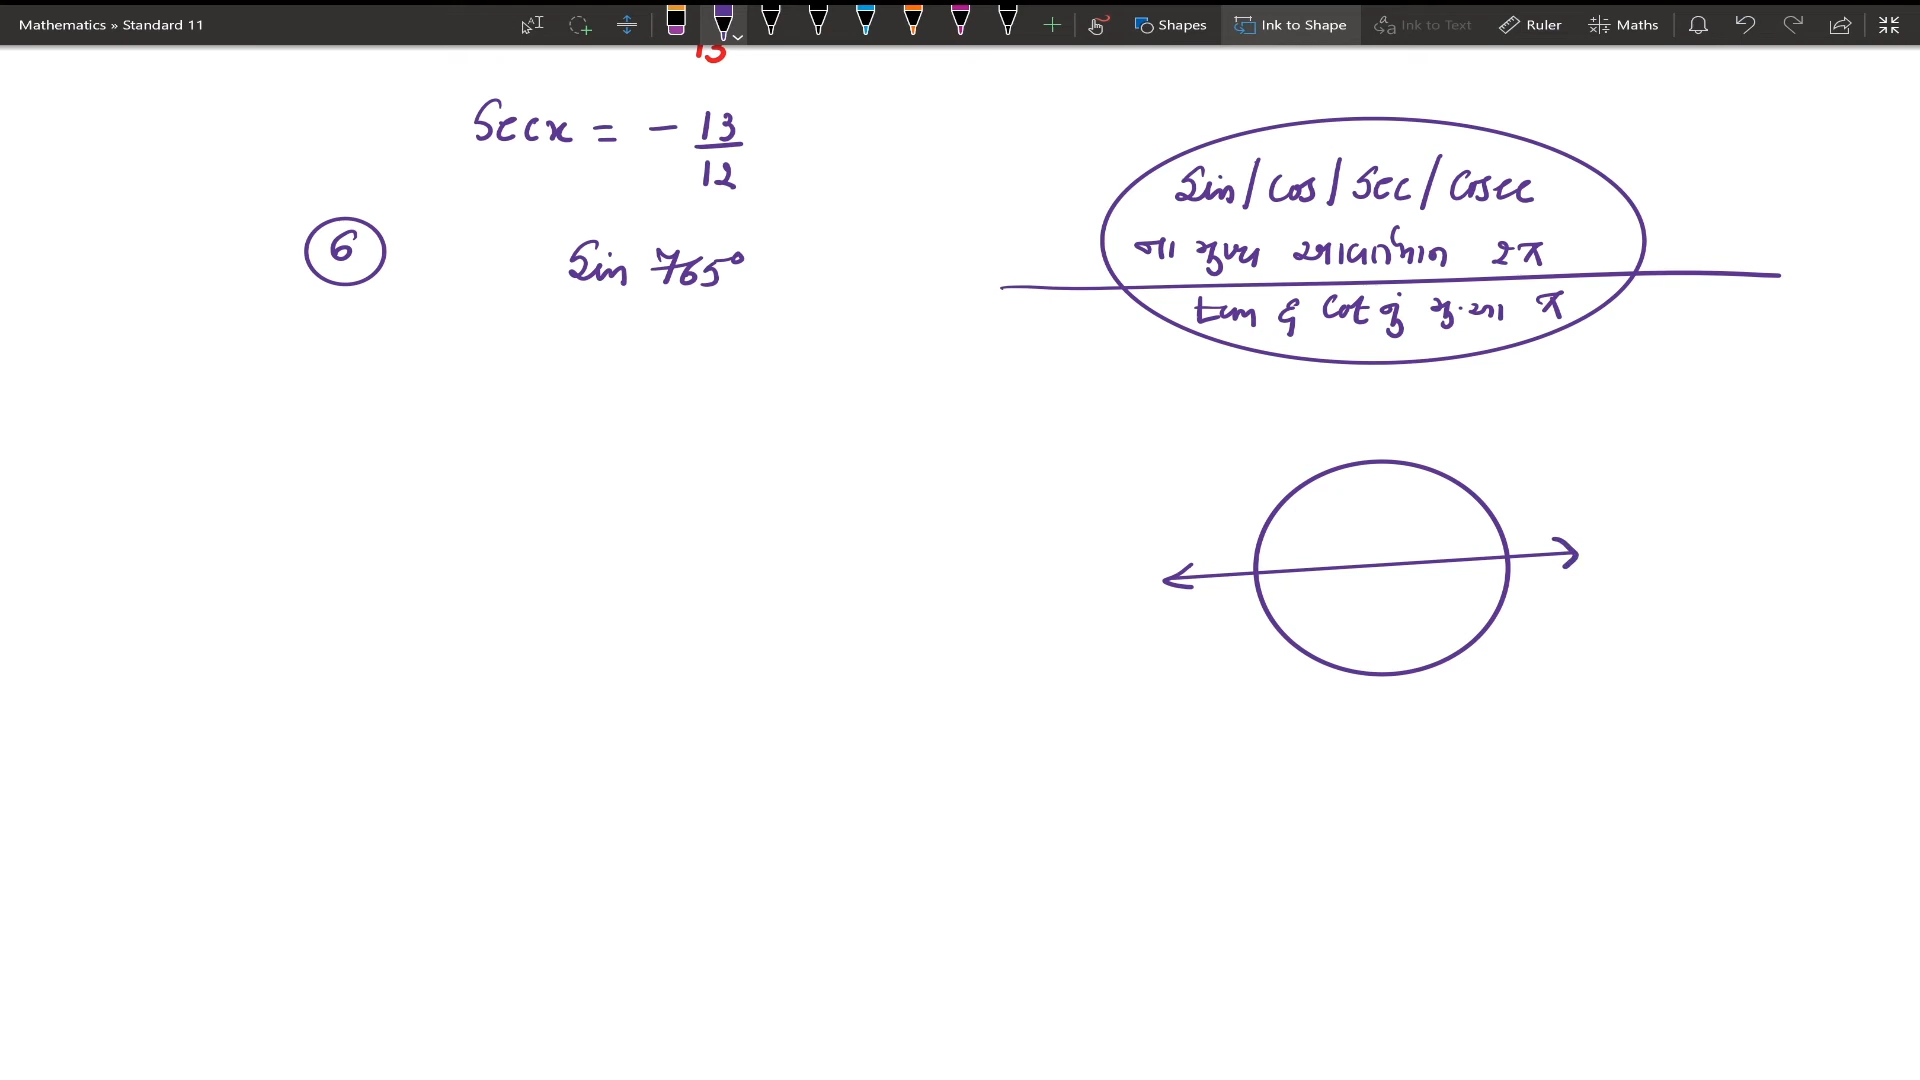 Mathematics » Standard 11
Shapes
Ink to Shape
Ink to Text
Ruler
Maths
13
Secx = - 13/12
6
Sin 765°
Sin / Cos / Sec / Cosec
ના મુખ્ય આવર્તમાન 2π
tan & Cot નું મુ.આ π